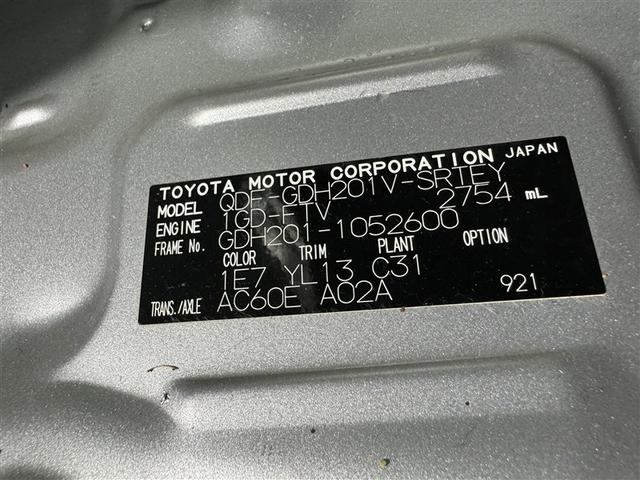 TOYOTA MOTOR CORPORATION JAPAN
MODEL QDF-GDH201V-SRTEY
ENGINE 1GD-FTV 2754 mL
FRAME No. GDH201-1052600
COLOR TRIM PLANT OPTION
1E7 YL13 C31
TRANS./AXLE AC60E A02A 921